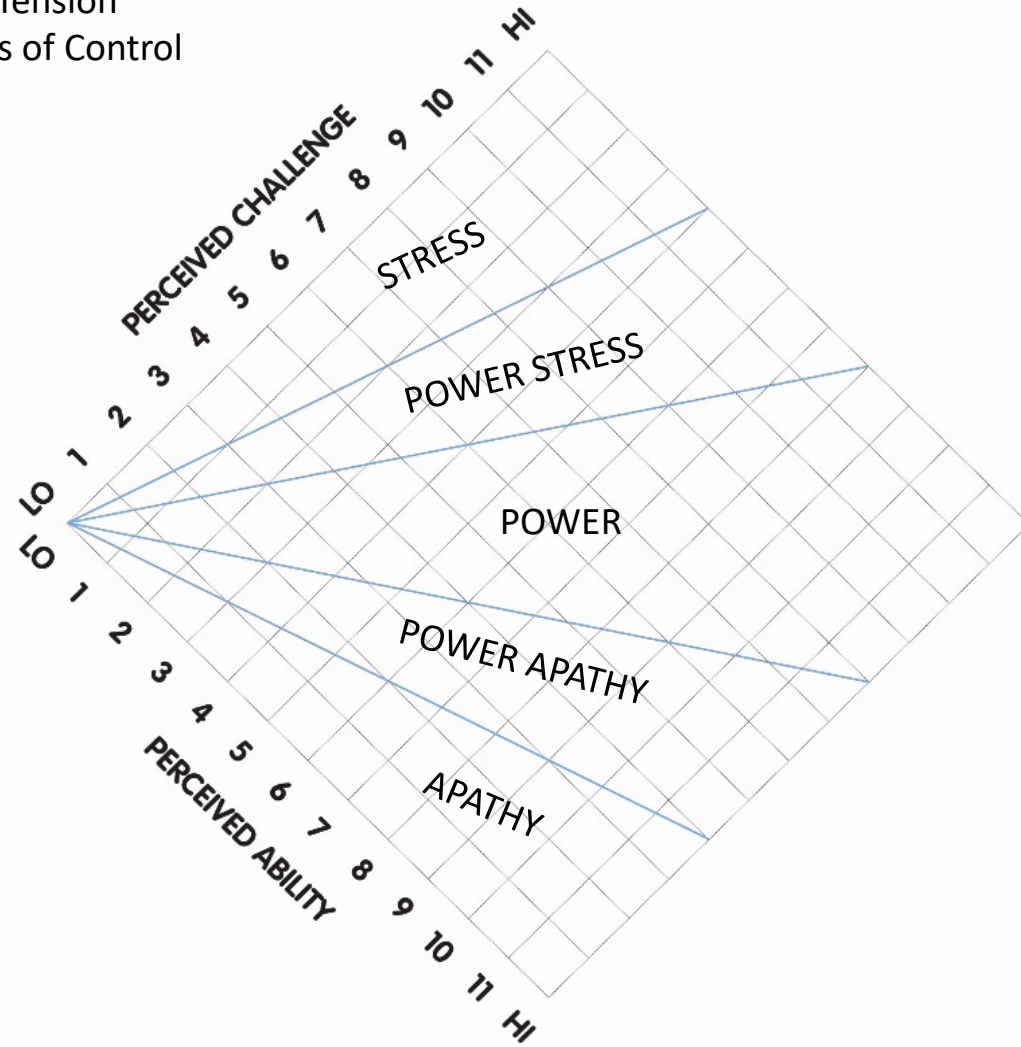 s of Control
PERCEIVED CHALLENGE
LO 1 2 3 4 5 6 7 8 9 10 11 HI
STRESS
POWER STRESS
POWER
POWER APATHY
APATHY
LO 1 2 3 4 5 6 7 8 9 10 11 HI
PERCEIVED ABILITY